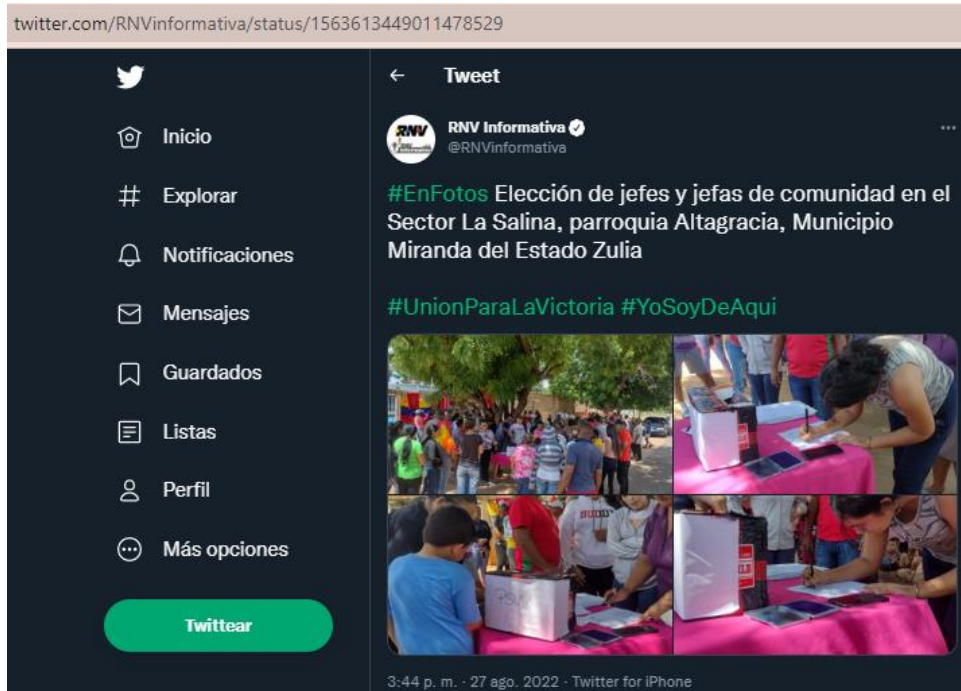 twitter.com/RNVinformativa/status/1563613449011478529
Inicio
Explorar
Notificaciones
Mensajes
Guardados
Listas
Perfil
Más opciones
Twittear
← Tweet
RNV
RNV Informativa
@RNVinformativa
#EnFotos Elección de jefes y jefas de comunidad en el
Sector La Salina, parroquia Altagracia, Municipio
Miranda del Estado Zulia
#UnionParaLaVictoria #YoSoyDeAqui
3:44 p. m. · 27 ago. 2022 · Twitter for iPhone